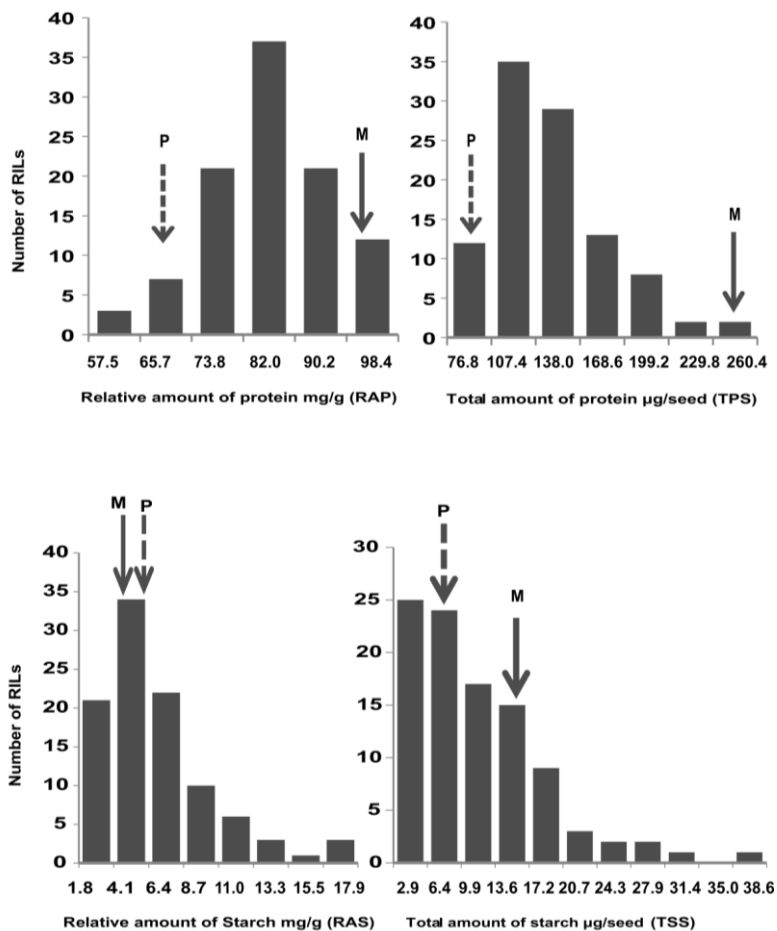 40
35
30
25
20
15
10
5
0
Number of RILs
P
M
57.5 65.7 73.8 82.0 90.2 98.4
Relative amount of protein mg/g (RAP)
40
35
30
25
20
15
10
5
0
P
M
76.8 107.4 138.0 168.6 199.2 229.8 260.4
Total amount of protein µg/seed (TPS)
M P
40
35
30
25
20
15
10
5
0
Number of RILs
1.8 4.1 6.4 8.7 11.0 13.3 15.5 17.9
Relative amount of Starch mg/g (RAS)
P
M
30
25
20
15
10
5
0
2.9 6.4 9.9 13.6 17.2 20.7 24.3 27.9 31.4 35.0 38.6
Total amount of starch µg/seed (TSS)